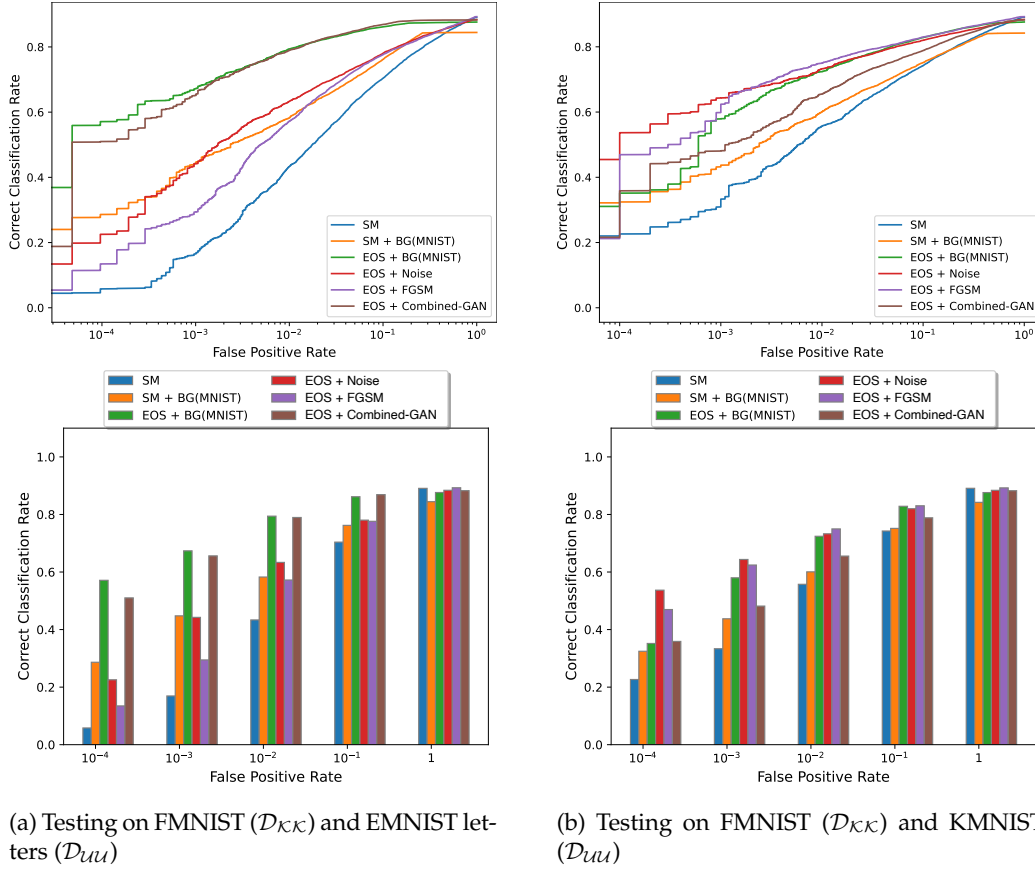 0.8
0.6
0.4
0.2
0.0
Correct Classification Rate
10⁻⁴
10⁻³
10⁻²
10⁻¹
10⁰
False Positive Rate
SM
SM + BG(MNIST)
EOS + BG(MNIST)
EOS + Noise
EOS + FGSM
EOS + Combined-GAN
0.8
0.6
0.4
0.2
0.0
Correct Classification Rate
10⁻⁴
10⁻³
10⁻²
10⁻¹
10⁰
False Positive Rate
SM
SM + BG(MNIST)
EOS + BG(MNIST)
EOS + Noise
EOS + FGSM
EOS + Combined-GAN
SM
SM + BG(MNIST)
EOS + BG(MNIST)
EOS + Noise
EOS + FGSM
EOS + Combined-GAN
1.0
0.8
0.6
0.4
0.2
0.0
Correct Classification Rate
10⁻⁴
10⁻³
10⁻²
10⁻¹
1
False Positive Rate
SM
SM + BG(MNIST)
EOS + BG(MNIST)
EOS + Noise
EOS + FGSM
EOS + Combined-GAN
1.0
0.8
0.6
0.4
0.2
0.0
Correct Classification Rate
10⁻⁴
10⁻³
10⁻²
10⁻¹
1
False Positive Rate
(a) Testing on FMNIST (𝒟𝒦𝒦) and EMNIST let-
ters (𝒟𝒰𝒰)
(b) Testing on FMNIST (𝒟𝒦𝒦) and KMNIST
(𝒟𝒰𝒰)